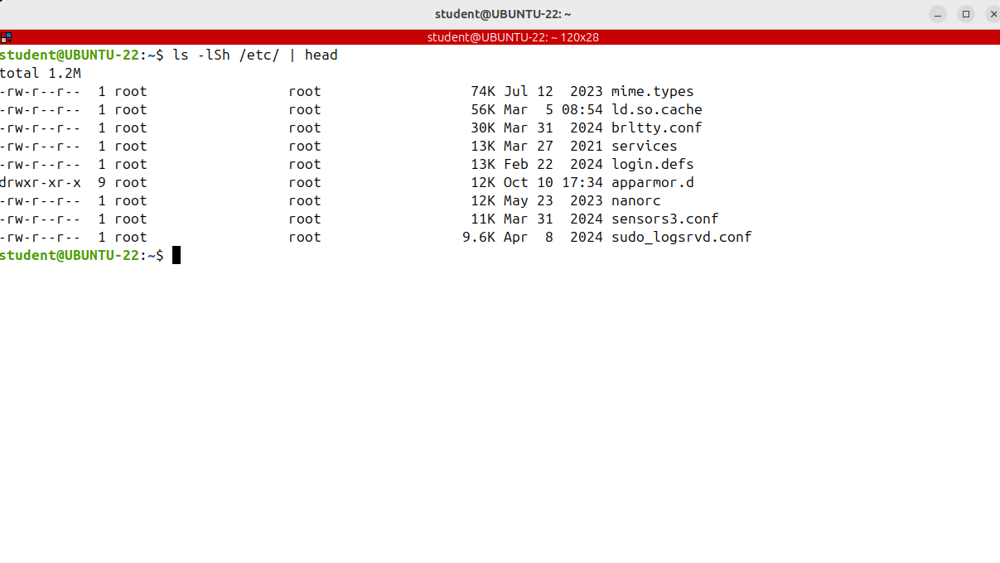 student@UBUNTU-22: ~
student@UBUNTU-22: ~ 120x28
student@UBUNTU-22:~$ ls -lSh /etc/ | head
total 1.2M
-rw-r--r--  1 root                 root                  74K Jul 12  2023 mime.types
-rw-r--r--  1 root                 root                  56K Mar  5 08:54 ld.so.cache
-rw-r--r--  1 root                 root                  30K Mar 31  2024 brltty.conf
-rw-r--r--  1 root                 root                  13K Mar 27  2021 services
-rw-r--r--  1 root                 root                  13K Feb 22  2024 login.defs
drwxr-xr-x  9 root                 root                  12K Oct 10 17:34 apparmor.d
-rw-r--r--  1 root                 root                  12K May 23  2023 nanorc
-rw-r--r--  1 root                 root                  11K Mar 31  2024 sensors3.conf
-rw-r--r--  1 root                 root                 9.6K Apr  8  2024 sudo_logsrvd.conf
student@UBUNTU-22:~$